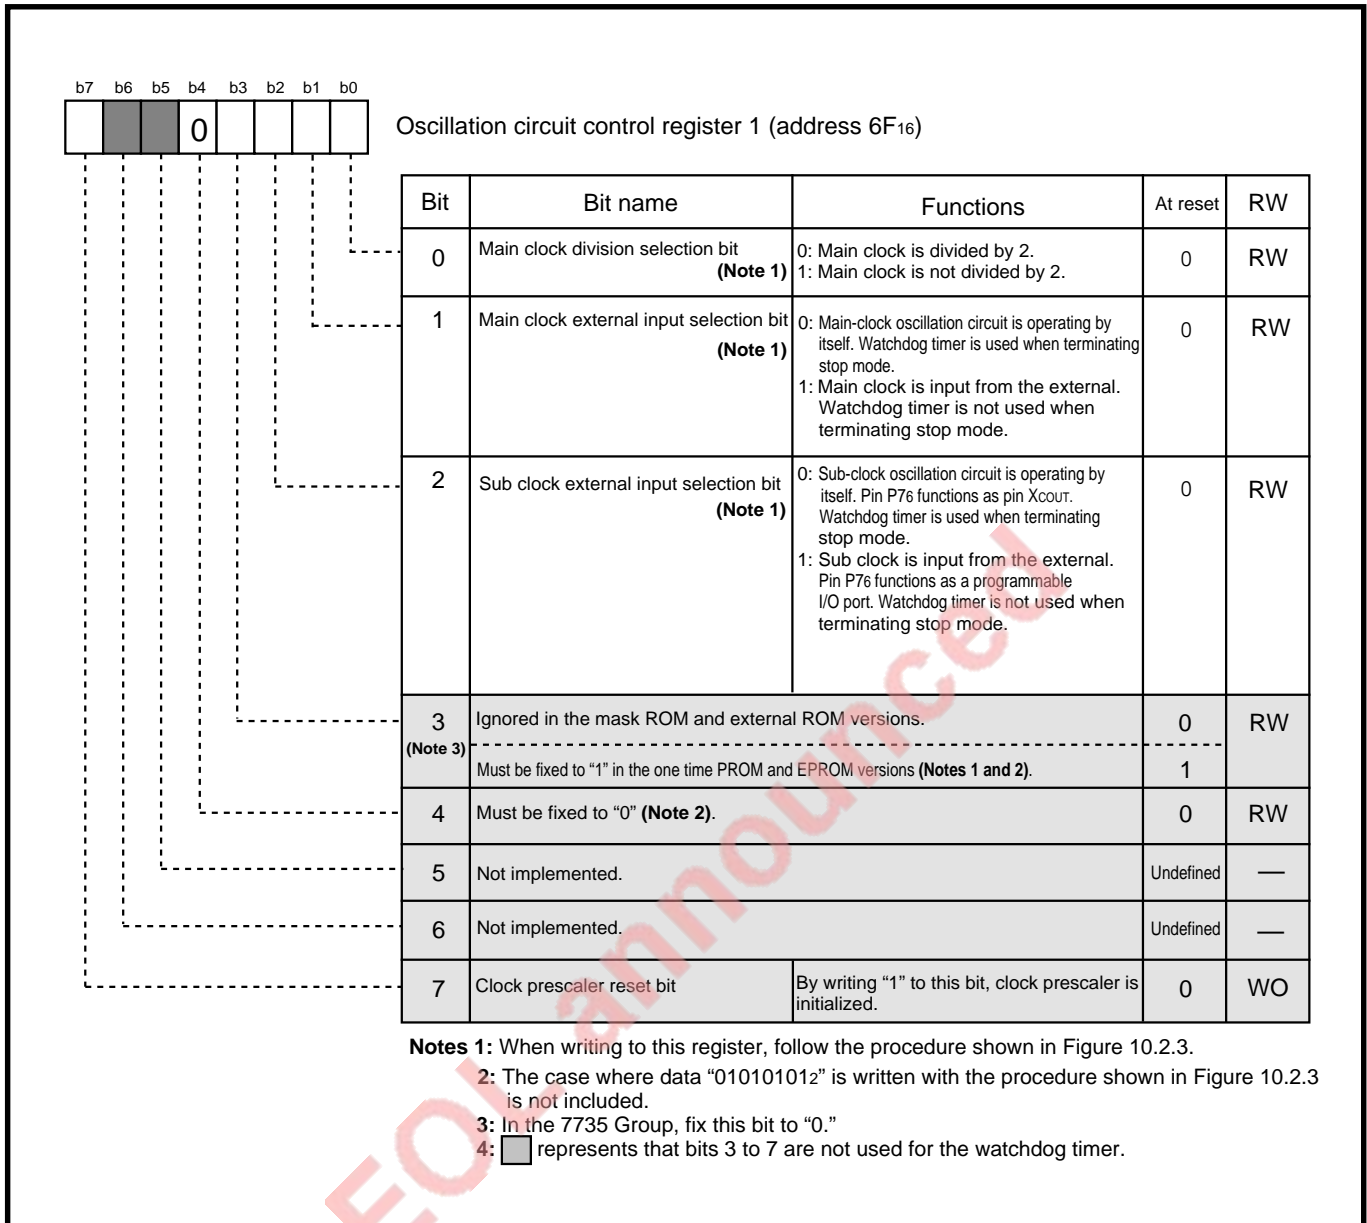 b7 b6 b5 b4 b3 b2 b1 b0
0
Oscillation circuit control register 1 (address 6F16)
Bit Bit name Functions At reset RW
0 Main clock division selection bit (Note 1) 0: Main clock is divided by 2. 0 RW
1: Main clock is not divided by 2.
1 Main clock external input selection bit (Note 1) 0: Main-clock oscillation circuit is operating by 0 RW
itself. Watchdog timer is used when terminating
stop mode.
1: Main clock is input from the external.
Watchdog timer is not used when
terminating stop mode.
2 Sub clock external input selection bit (Note 1) 0: Sub-clock oscillation circuit is operating by 0 RW
itself. Pin P76 functions as pin XCOUT.
Watchdog timer is used when terminating
stop mode.
1: Sub clock is input from the external.
Pin P76 functions as a programmable
I/O port. Watchdog timer is not used when
terminating stop mode.
3 Ignored in the mask ROM and external ROM versions. 0 RW
(Note 3)
Must be fixed to “1” in the one time PROM and EPROM versions (Notes 1 and 2). 1
4 Must be fixed to “0” (Note 2). 0 RW
5 Not implemented. Undefined —
6 Not implemented. Undefined —
7 Clock prescaler reset bit By writing “1” to this bit, clock prescaler is 0 WO
initialized.
Notes 1: When writing to this register, follow the procedure shown in Figure 10.2.3.
2: The case where data “010101012” is written with the procedure shown in Figure 10.2.3
is not included.
3: In the 7735 Group, fix this bit to “0.”
4: represents that bits 3 to 7 are not used for the watchdog timer.
EOL announced